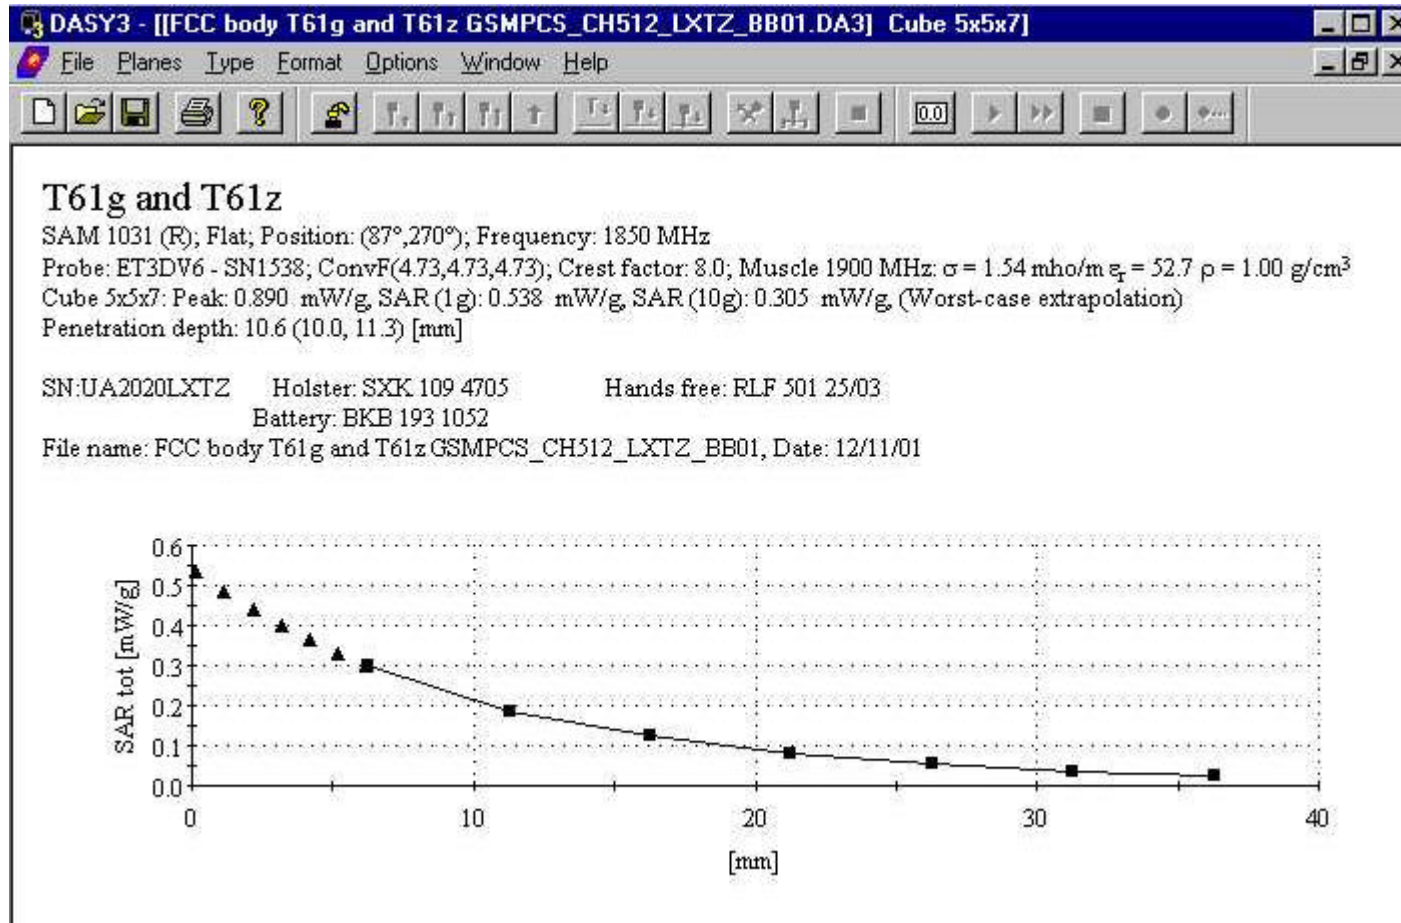 DASY3 - [[FCC body T61g and T61z GSMPCS_CH512_LXTZ_BB01.DA3] Cube 5x5x7]
File Planes Type Format Options Window Help
0.0
T61g and T61z
SAM 1031 (R); Flat; Position: (87°,270°); Frequency: 1850 MHz
Probe: ET3DV6 - SN1538; ConvF(4.73,4.73,4.73); Crest factor: 8.0; Muscle 1900 MHz: σ = 1.54 mho/m εr = 52.7 ρ = 1.00 g/cm³
Cube 5x5x7: Peak: 0.890 mW/g, SAR (1g): 0.538 mW/g, SAR (10g): 0.305 mW/g, (Worst-case extrapolation)
Penetration depth: 10.6 (10.0, 11.3) [mm]
SN:UA2020LXTZ Holster: SXK 109 4705 Hands free: RLF 501 25/03
Battery: BKB 193 1052
File name: FCC body T61g and T61z GSMPCS_CH512_LXTZ_BB01, Date: 12/11/01
SAR tot [mW/g]
0.6
0.5
0.4
0.3
0.2
0.1
0.0
0 10 20 30 40
[mm]